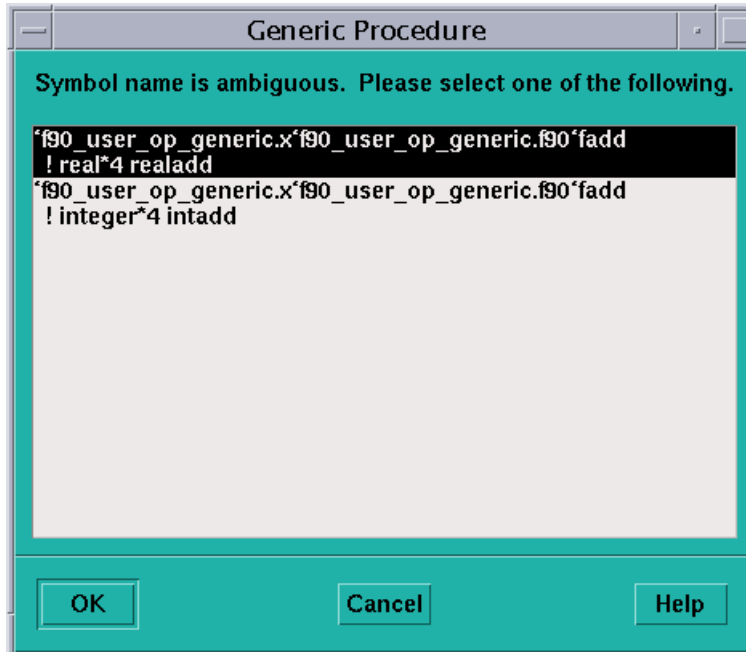 Generic Procedure
Symbol name is ambiguous.  Please select one of the following.
‘f90_user_op_generic.x‘f90_user_op_generic.f90‘fadd
! real*4 realadd
‘f90_user_op_generic.x‘f90_user_op_generic.f90‘fadd
! integer*4 intadd
OK
Cancel
Help